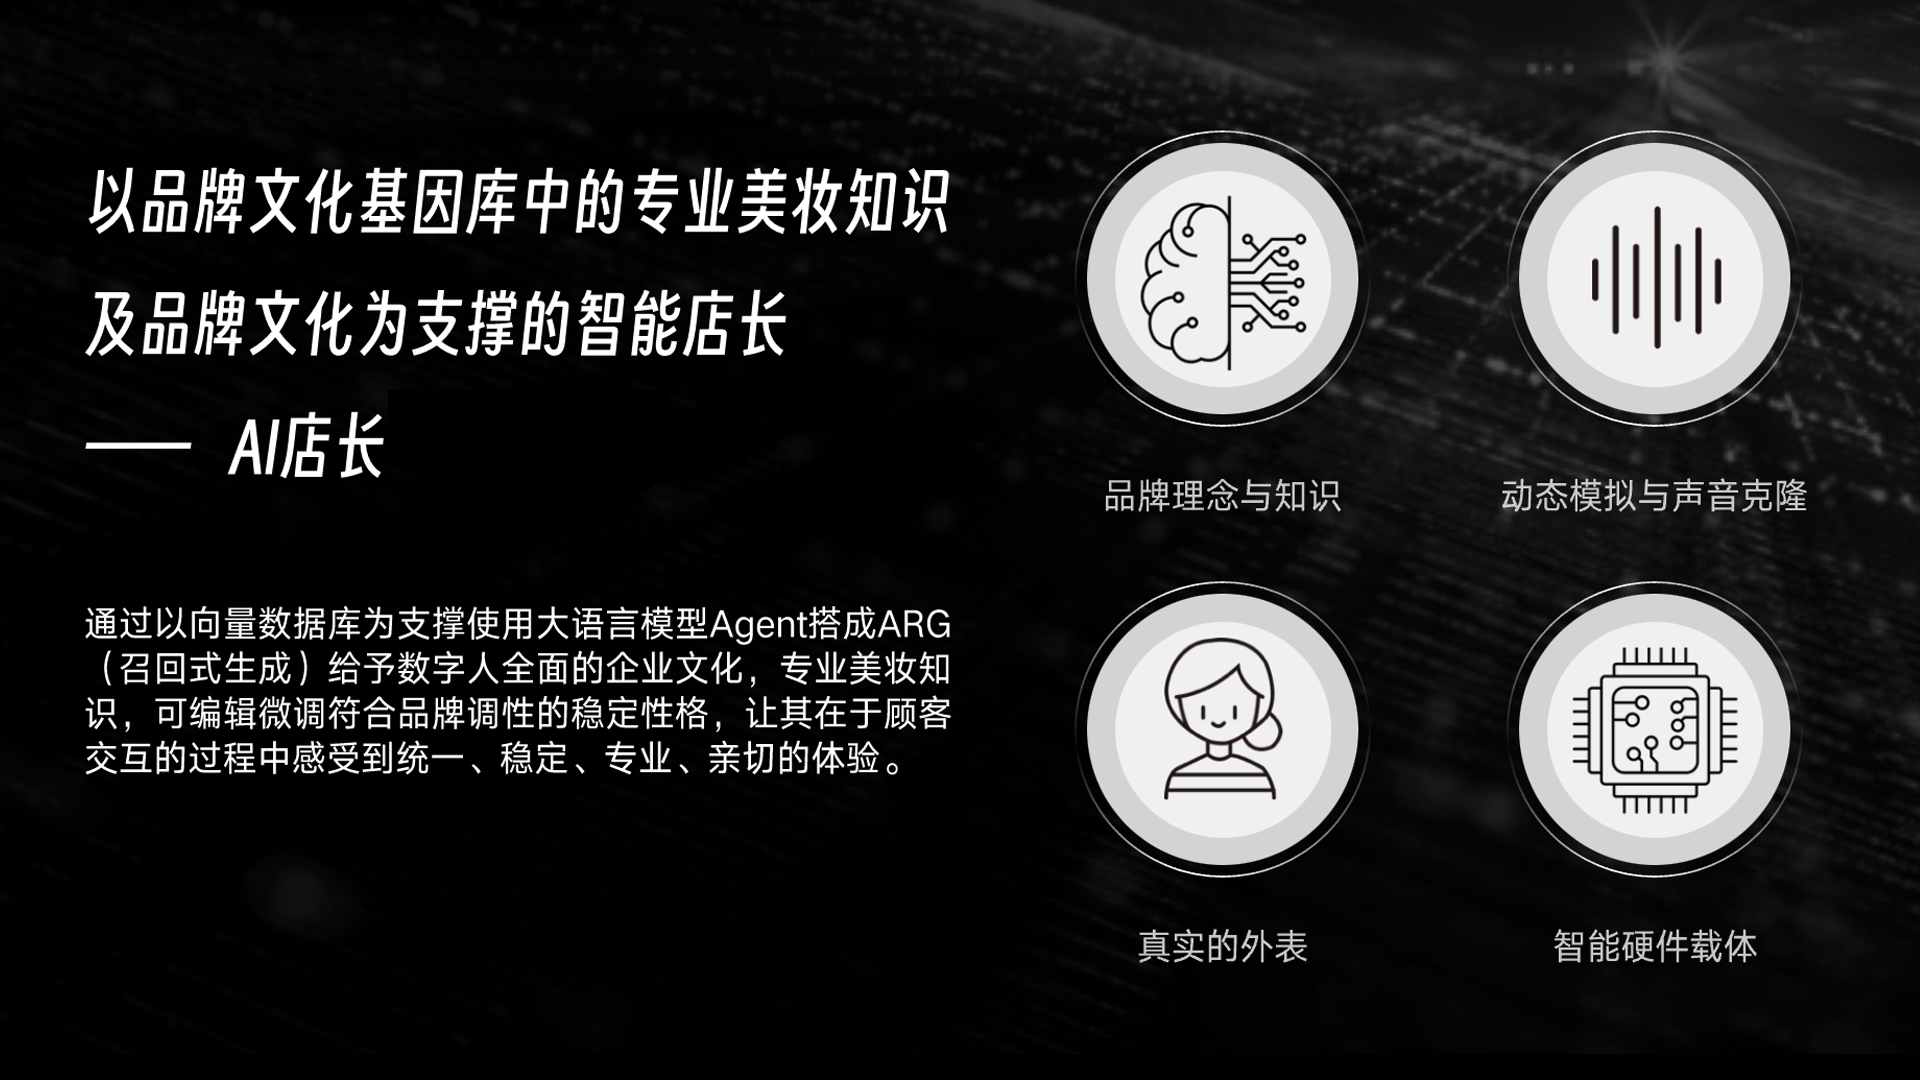 以品牌文化基因库中的专业美妆知识
及品牌文化为支撑的智能店长
—— AI店长
通过以向量数据库为支撑使用大语言模型Agent搭成ARG
（召回式生成）给予数字人全面的企业文化，专业美妆知
识，可编辑微调符合品牌调性的稳定性格，让其在于顾客
交互的过程中感受到统一、稳定、专业、亲切的体验。
品牌理念与知识
动态模拟与声音克隆
真实的外表
智能硬件载体